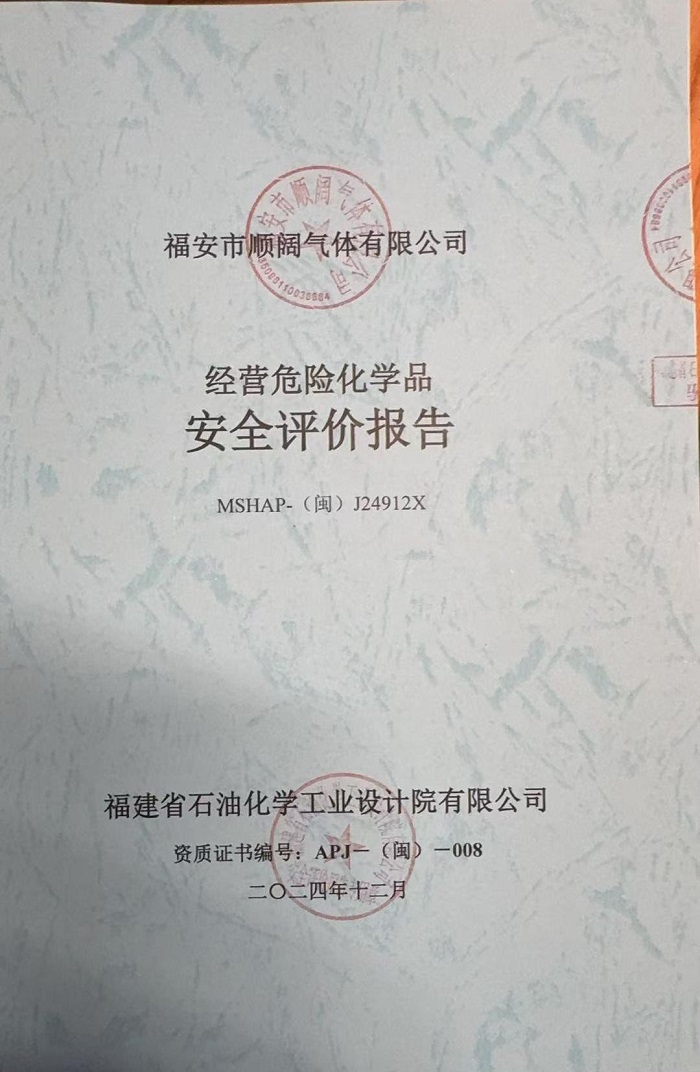 福安市顺阔气体有限公司
经营危险化学品
安全评价报告
MSHAP-（闽）J24912X
福建省石油化学工业设计院有限公司
资质证书编号：APJ－（闽）－008
二〇二四年十二月